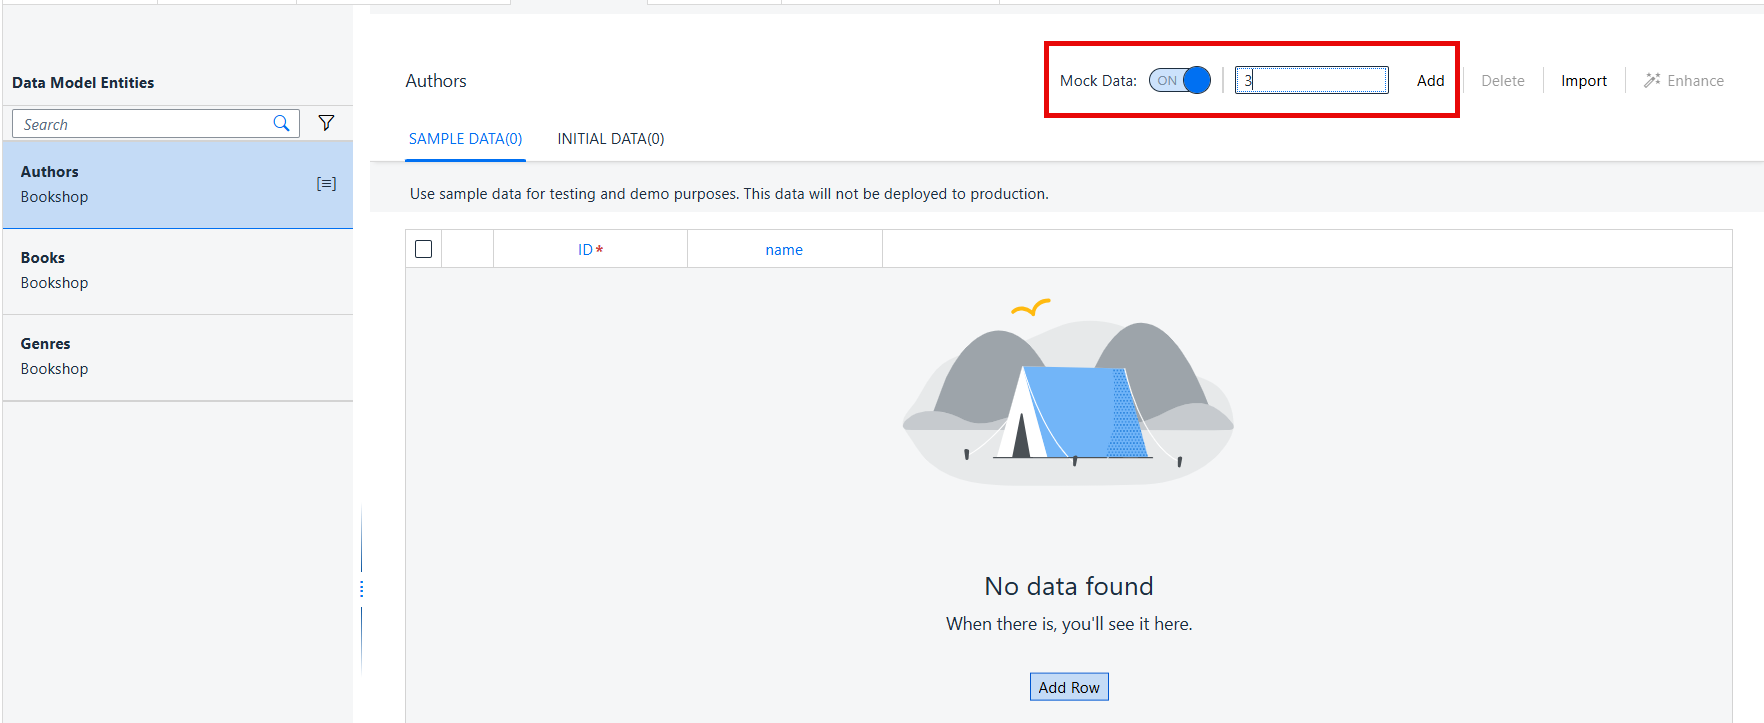 Data Model Entities
Search
Authors
Bookshop
Books
Bookshop
Genres
Bookshop
Authors
Mock Data: ON 3 Add Delete Import Enhance
SAMPLE DATA(0) INITIAL DATA(0)
Use sample data for testing and demo purposes. This data will not be deployed to production.
ID* name
No data found
When there is, you'll see it here.
Add Row